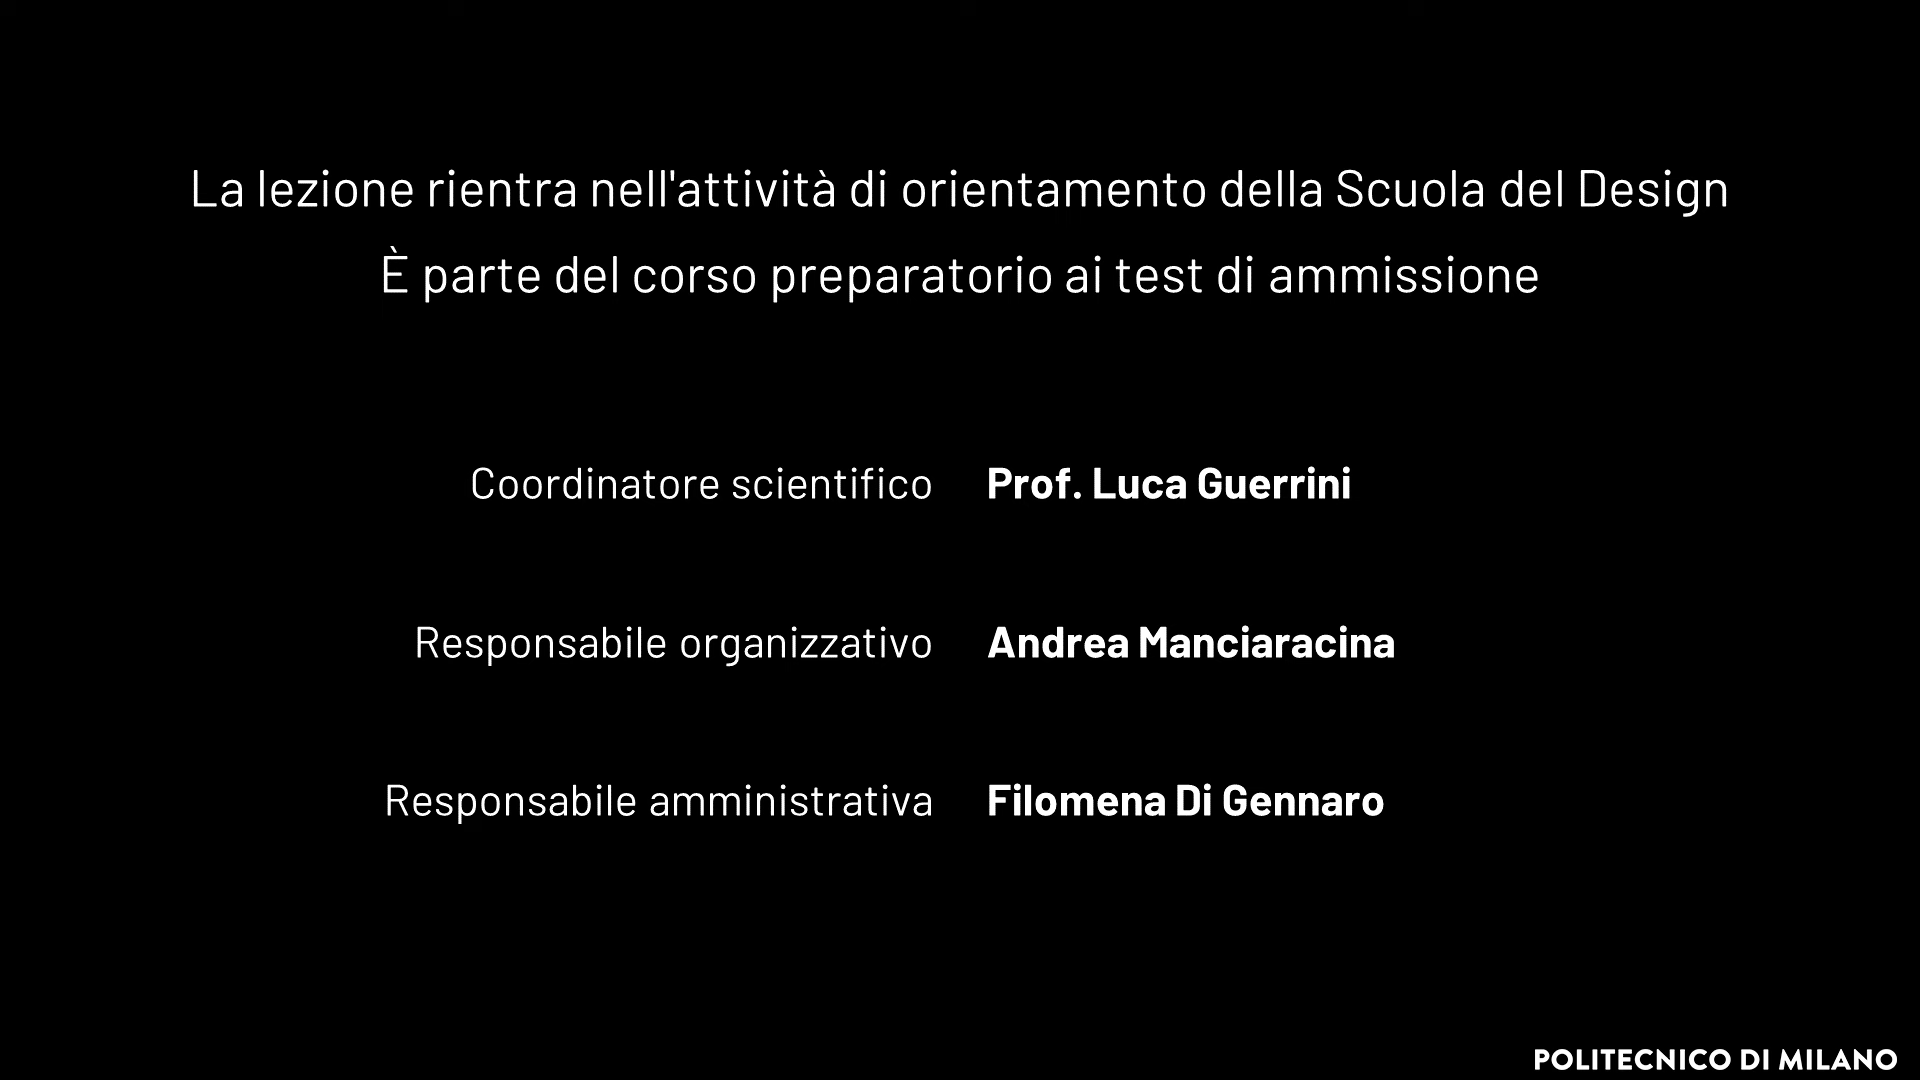 La lezione rientra nell'attività di orientamento della Scuola del Design
È parte del corso preparatorio ai test di ammissione
Coordinatore scientifico Prof. Luca Guerrini
Responsabile organizzativo Andrea Manciaracina
Responsabile amministrativa Filomena Di Gennaro
POLITECNICO DI MILANO